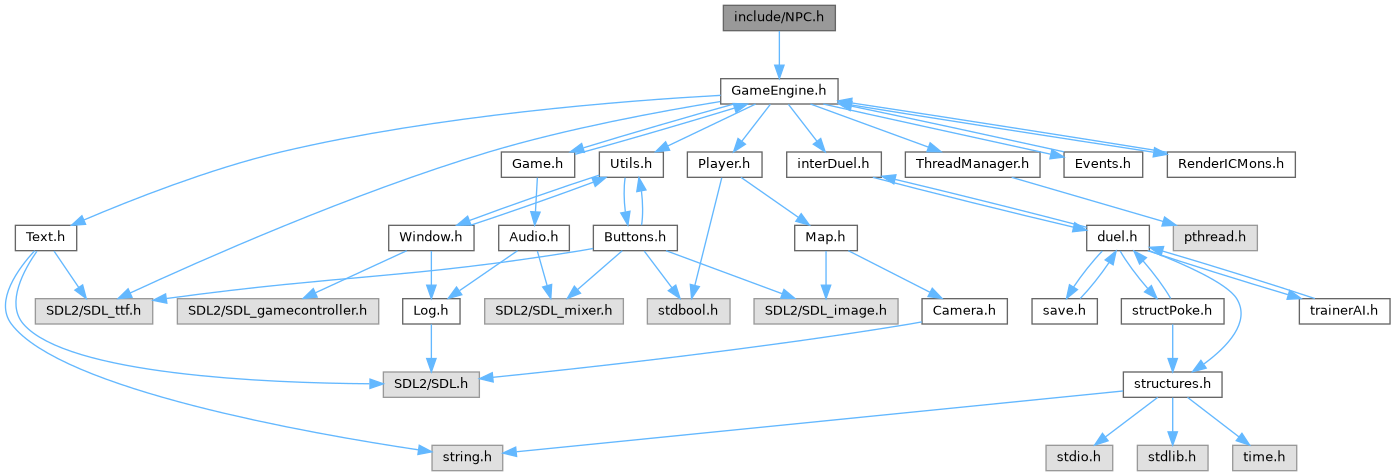 include/NPC.h
GameEngine.h
Game.h
Utils.h
Player.h
interDuel.h
ThreadManager.h
Events.h
RenderICMons.h
Text.h
Window.h
Audio.h
Buttons.h
Map.h
duel.h
pthread.h
SDL2/SDL_ttf.h
SDL2/SDL_gamecontroller.h
Log.h
SDL2/SDL_mixer.h
stdbool.h
SDL2/SDL_image.h
Camera.h
save.h
structPoke.h
trainerAI.h
SDL2/SDL.h
structures.h
string.h
stdio.h
stdlib.h
time.h